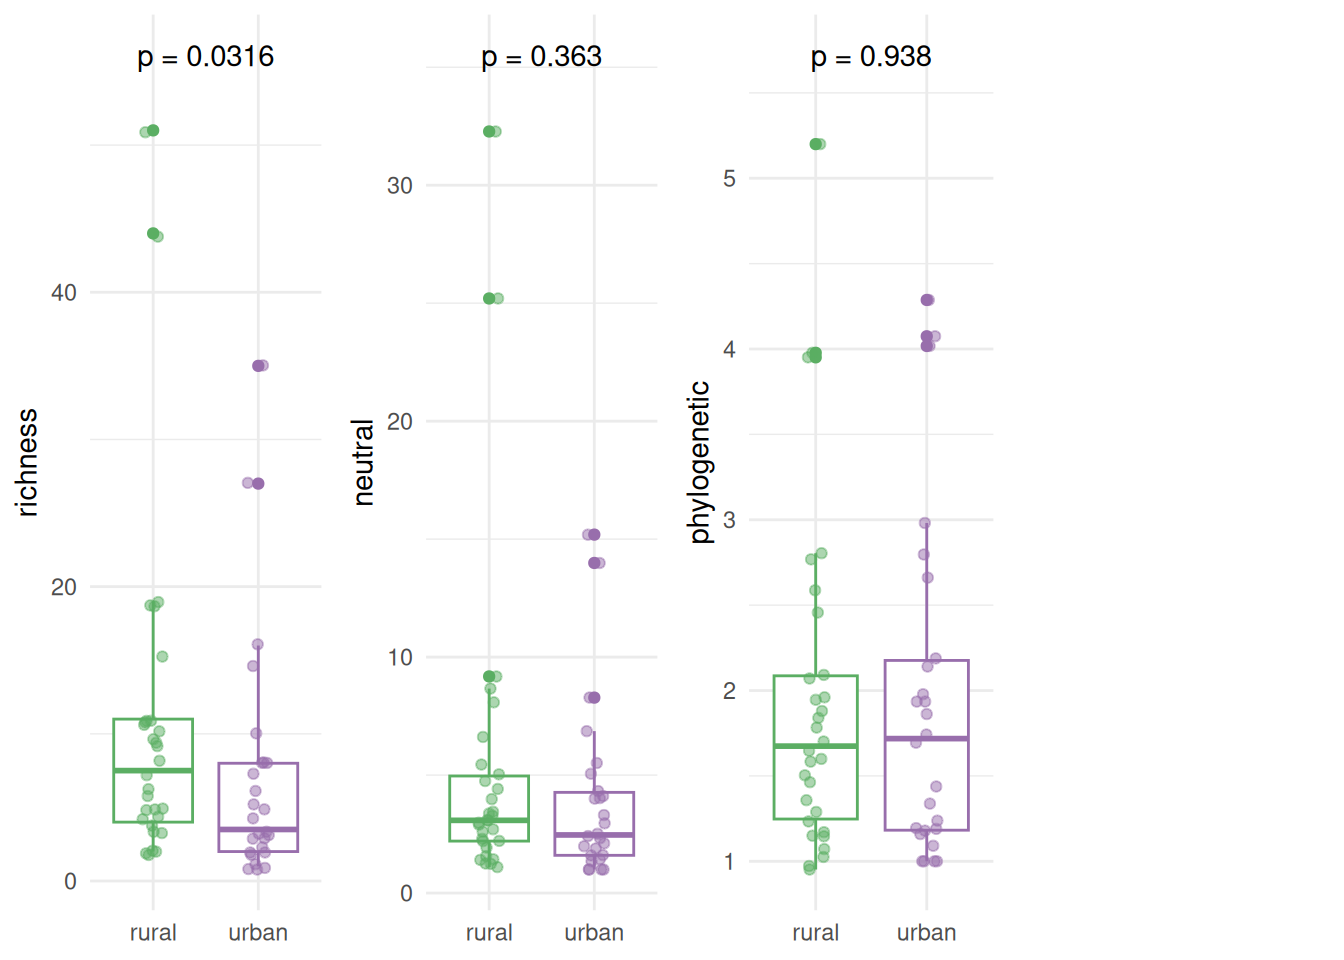 p = 0.0316
richness
40
20
0
rural
urban
p = 0.363
neutral
30
20
10
0
rural
urban
p = 0.938
phylogenetic
5
4
3
2
1
rural
urban